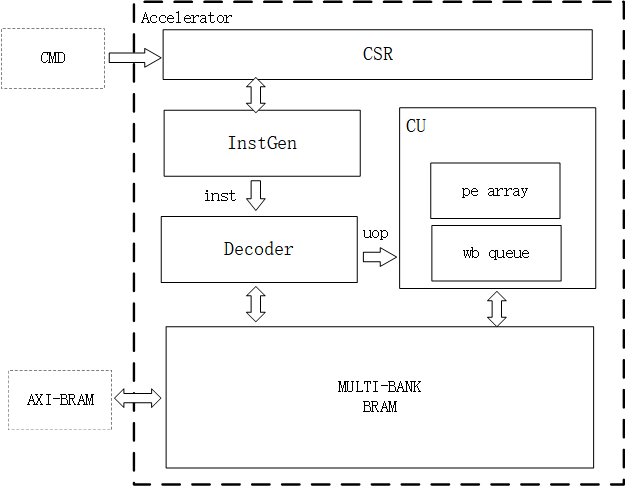 Accelerator
CMD
CSR
InstGen
CU
inst
pe array
Decoder
uop
wb queue
AXI-BRAM
MULTI-BANK
BRAM